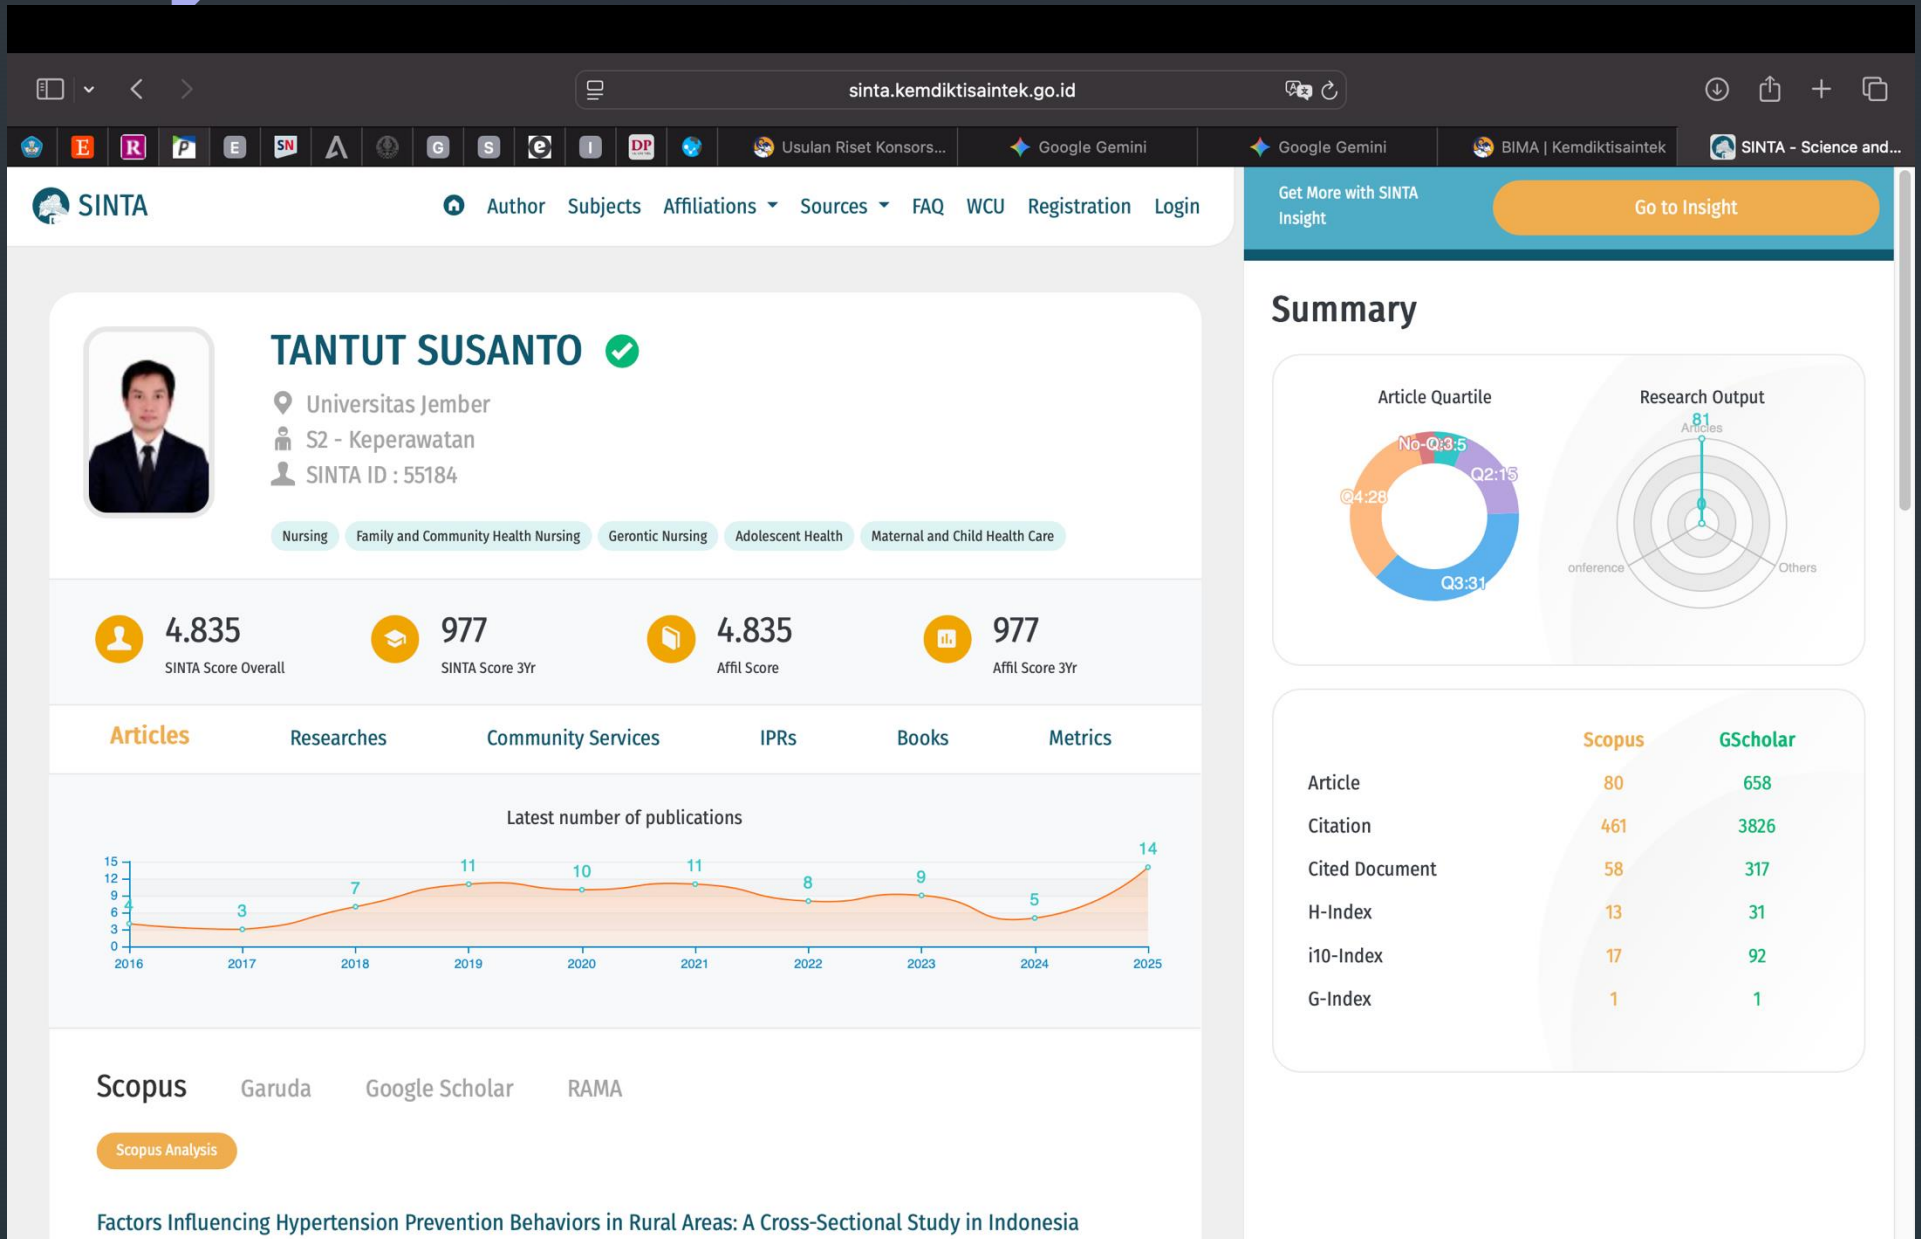 sinta.kemdiktisaintek.go.id
E R P E SN G S e I DP Usulan Riset Konsors... Google Gemini Google Gemini BIMA | Kemdiktisaintek SINTA - Science and...
SINTA
Author Subjects Affiliations Sources FAQ WCU Registration Login
Get More with SINTA
Insight
Go to Insight
TANTUT SUSANTO
Universitas Jember
S2 - Keperawatan
SINTA ID : 55184
Nursing Family and Community Health Nursing Gerontic Nursing Adolescent Health Maternal and Child Health Care
4.835 977 4.835 977
SINTA Score Overall SINTA Score 3Yr Affil Score Affil Score 3Yr
Articles Researches Community Services IPRs Books Metrics
Latest number of publications
15
12
9
6
3
0
4 3 7 11 10 11 8 9 5 14
2016 2017 2018 2019 2020 2021 2022 2023 2024 2025
Scopus Garuda Google Scholar RAMA
Scopus Analysis
Factors Influencing Hypertension Prevention Behaviors in Rural Areas: A Cross-Sectional Study in Indonesia
Summary
Article Quartile
No-Q:3
Q2:15
Q4:28
Q3:31
Research Output
81
Articles
0
onference
Others
Scopus GScholar
Article 80 658
Citation 461 3826
Cited Document 58 317
H-Index 13 31
i10-Index 17 92
G-Index 1 1